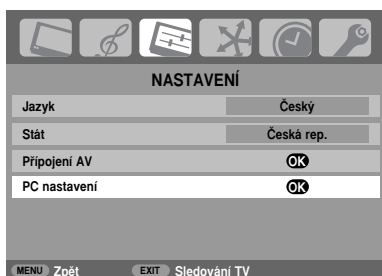 NASTAVENÍ
Jazyk Český
Stát Česká rep.
Přípojení AV OK
PC nastavení OK
MENU Zpět EXIT Sledování TV